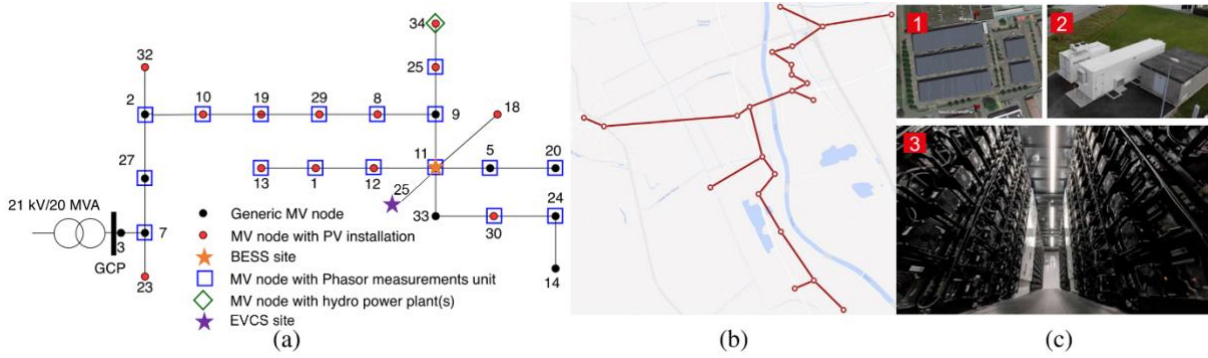 34
32
25
18
2
10
19
29
8
9
27
11
5
20
13
1
12
25
24
21 kV/20 MVA
3
7
GCP
23
33
30
14
Generic MV node
MV node with PV installation
BESS site
MV node with Phasor measurements unit
MV node with hydro power plant(s)
EVCS site
(a)
(b)
1
2
3
(c)